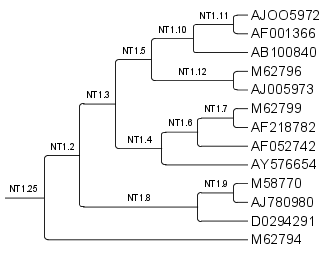 NT1.11 AJOO5972
NT1.10 AF001366
NT1.5 AB100840
NT1.12 M62796
AJ005973
NT1.3 NT1.7 M62799
NT1.6 AF218782
NT1.4 AF052742
NT1.2 AY576654
NT1.9 M58770
NT1.25 NT1.8 AJ780980
D0294291
M62794